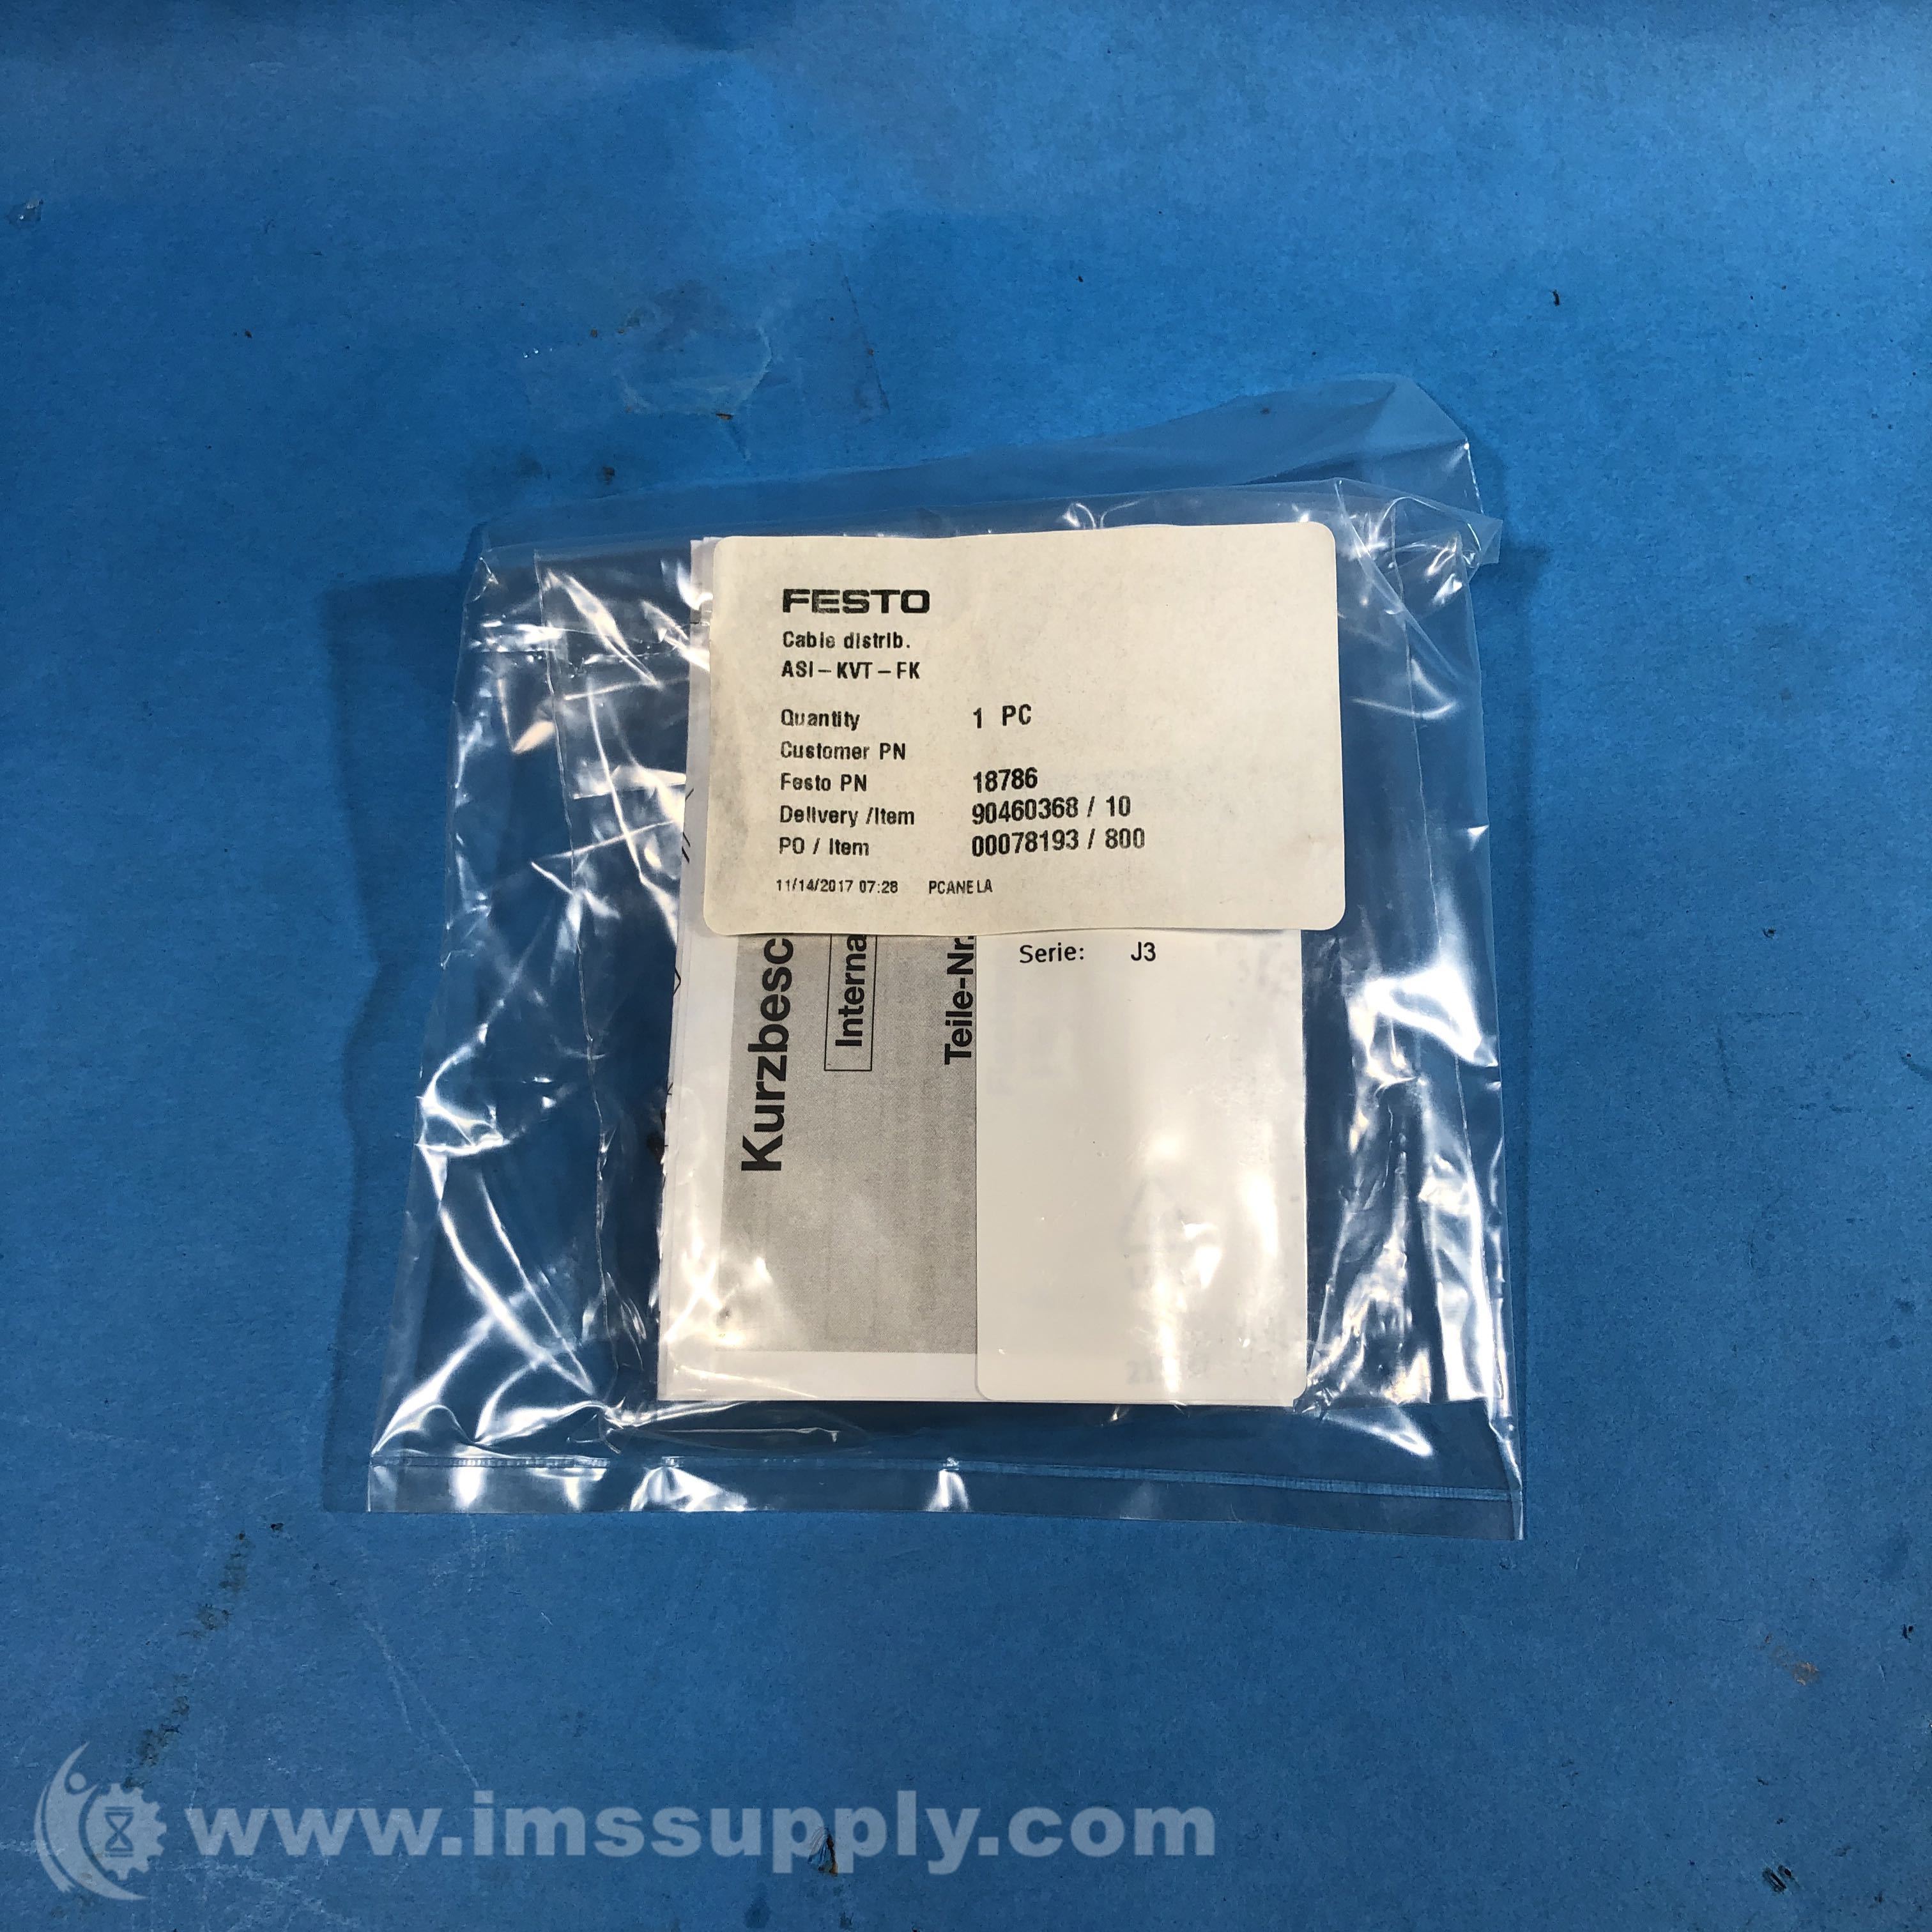 FESTO
Cable distrib.
ASI-KVT-FK
Quantity 1 PC
Customer PN
Festo PN 18786
Delivery /Item 90460368 / 10
PO / Item 00078193 / 800
11/14/2017 07:28 PCANELA
Serie: J3
Kurzbesc
Interna
Teile-Nr.
www.imssupply.com